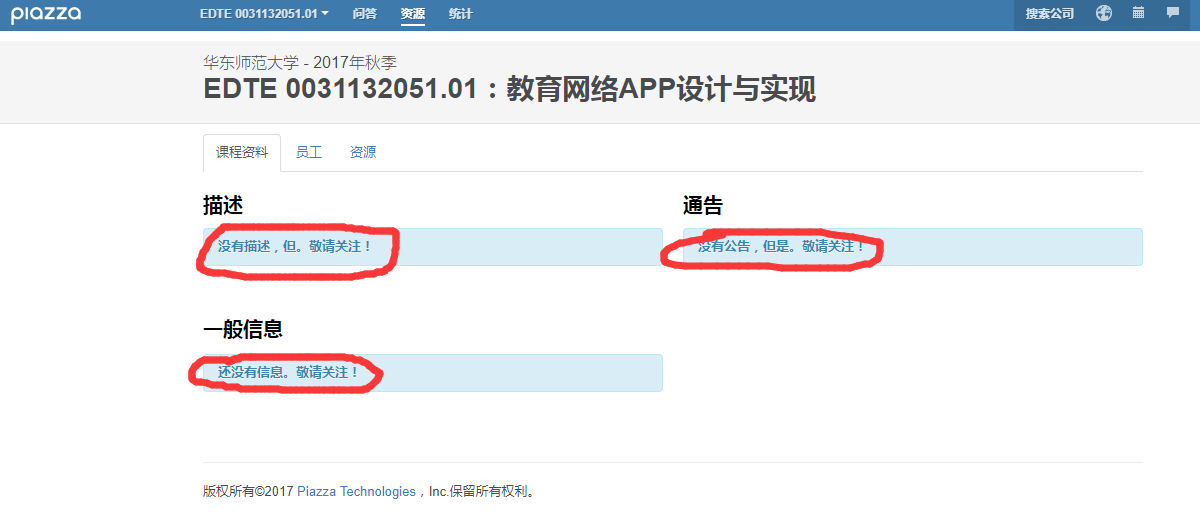 piazza EDTE 0031132051.01 问答 资源 统计 搜索公司
华东师范大学 - 2017年秋季
EDTE 0031132051.01：教育网络APP设计与实现
课程资料 员工 资源
描述 通告
没有描述，但。敬请关注！ 没有公告，但是。敬请关注！
一般信息
还没有信息。敬请关注！
版权所有©2017 Piazza Technologies，Inc.保留所有权利。